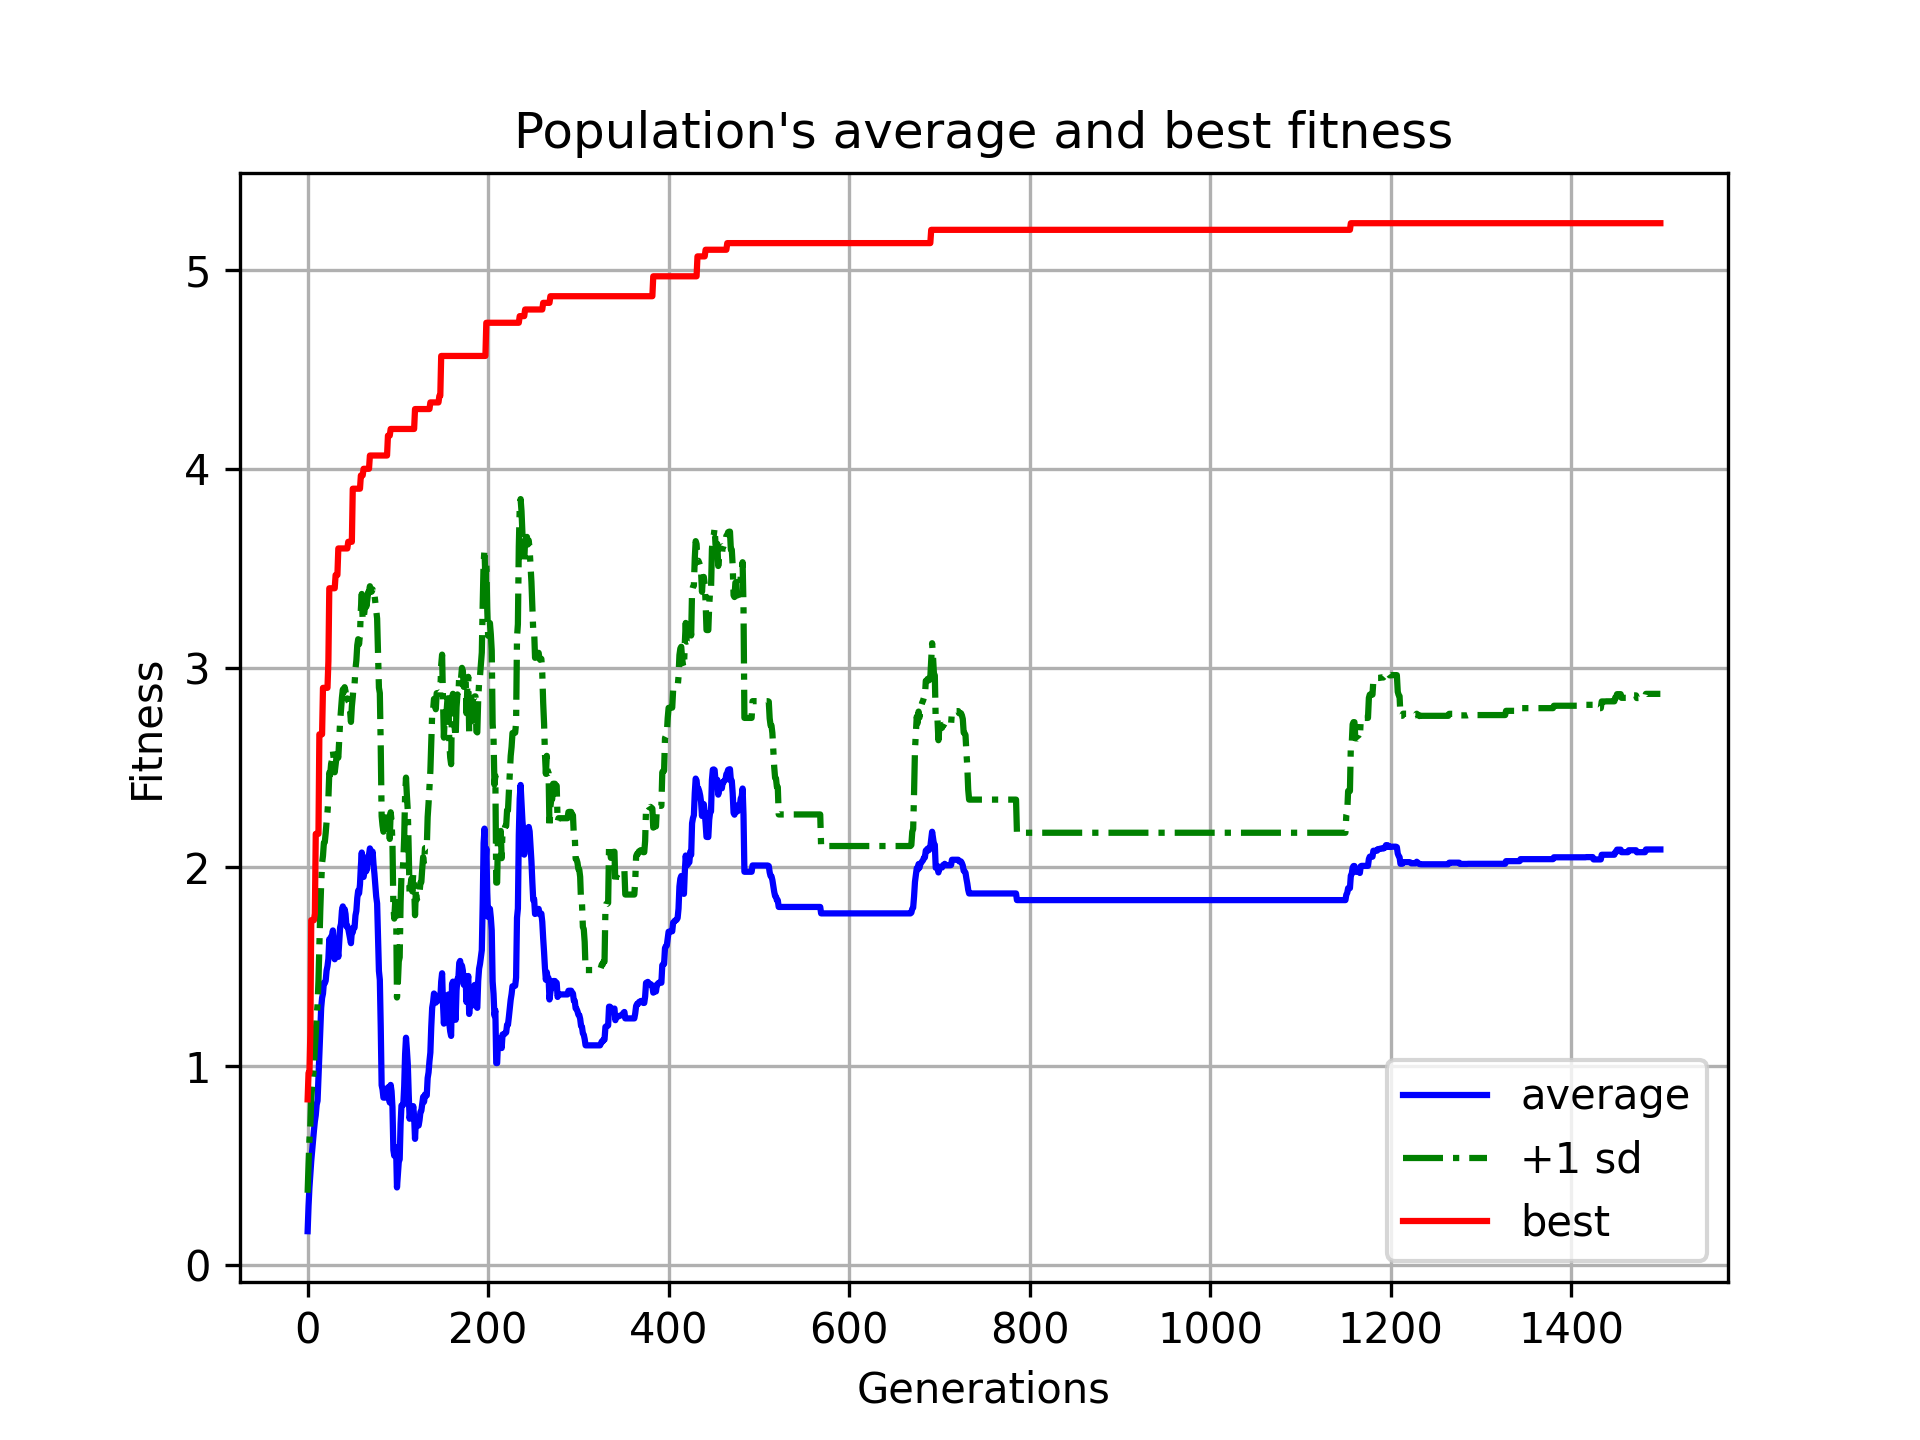 Population's average and best fitness
Fitness
5
4
3
2
1
0
0 200 400 600 800 1000 1200 1400
Generations
average
+1 sd
best